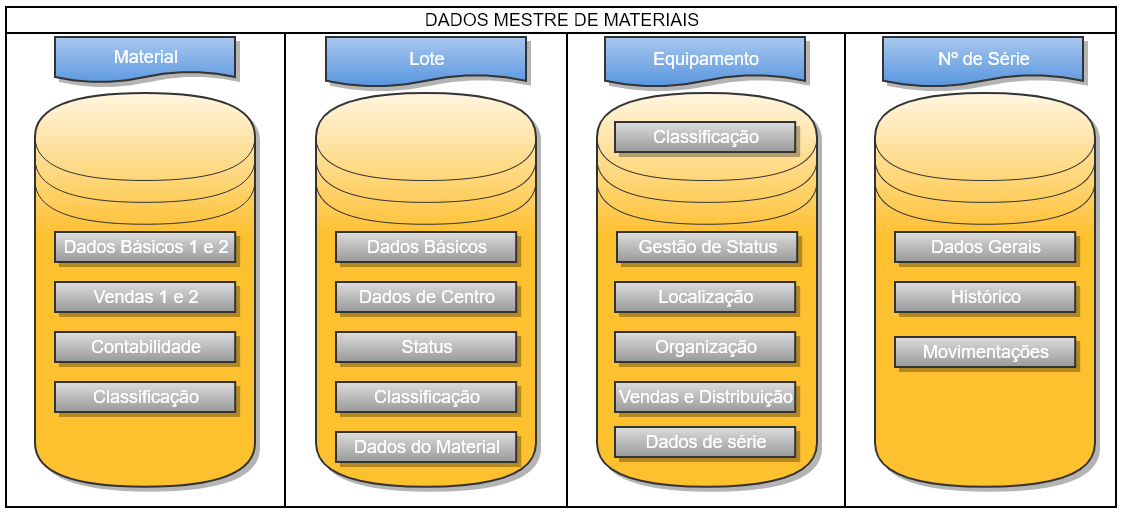 DADOS MESTRE DE MATERIAIS
Material
Dados Básicos 1 e 2
Vendas 1 e 2
Contabilidade
Classificação
Lote
Dados Básicos
Dados de Centro
Status
Classificação
Dados do Material
Equipamento
Classificação
Gestão de Status
Localização
Organização
Vendas e Distribuição
Dados de série
Nº de Série
Dados Gerais
Histórico
Movimentações